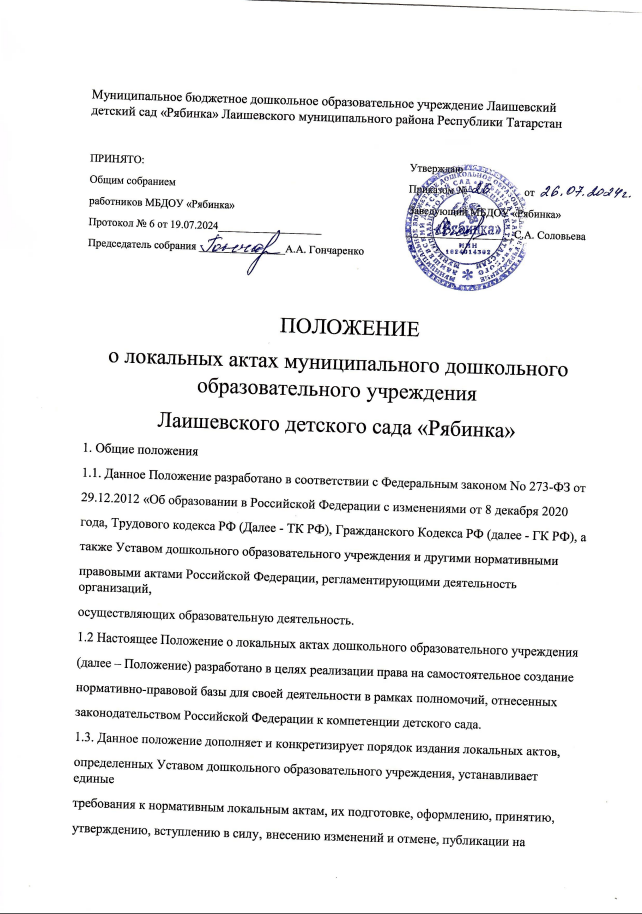 Муниципальное бюджетное дошкольное образовательное учреждение Лаишевский
детский сад «Рябинка» Лаишевского муниципального района Республики Татарстан
ПРИНЯТО:
Общим собранием
работников МБДОУ «Рябинка»
Протокол № 6 от 19.07.2024
Председатель собрания А.А. Гончаренко
Утверждаю
Приказом № 26 от 26.07.2024г.
Заведующий МБДОУ «Рябинка»
С.А. Соловьева
«Рябинка»
ИНН
1624014392
ПОЛОЖЕНИЕ
о локальных актах муниципального дошкольного
образовательного учреждения
Лаишевского детского сада «Рябинка»
1. Общие положения
1.1. Данное Положение разработано в соответствии с Федеральным законом No 273-ФЗ от
29.12.2012 «Об образовании в Российской Федерации с изменениями от 8 декабря 2020
года, Трудового кодекса РФ (Далее - ТК РФ), Гражданского Кодекса РФ (далее - ГК РФ), а
также Уставом дошкольного образовательного учреждения и другими нормативными
правовыми актами Российской Федерации, регламентирующими деятельность
организаций,
осуществляющих образовательную деятельность.
1.2 Настоящее Положение о локальных актах дошкольного образовательного учреждения
(далее – Положение) разработано в целях реализации права на самостоятельное создание
нормативно-правовой базы для своей деятельности в рамках полномочий, отнесенных
законодательством Российской Федерации к компетенции детского сада.
1.3. Данное положение дополняет и конкретизирует порядок издания локальных актов,
определенных Уставом дошкольного образовательного учреждения, устанавливает
единые
требования к нормативным локальным актам, их подготовке, оформлению, принятию,
утверждению, вступлению в силу, внесению изменений и отмене, публикации на